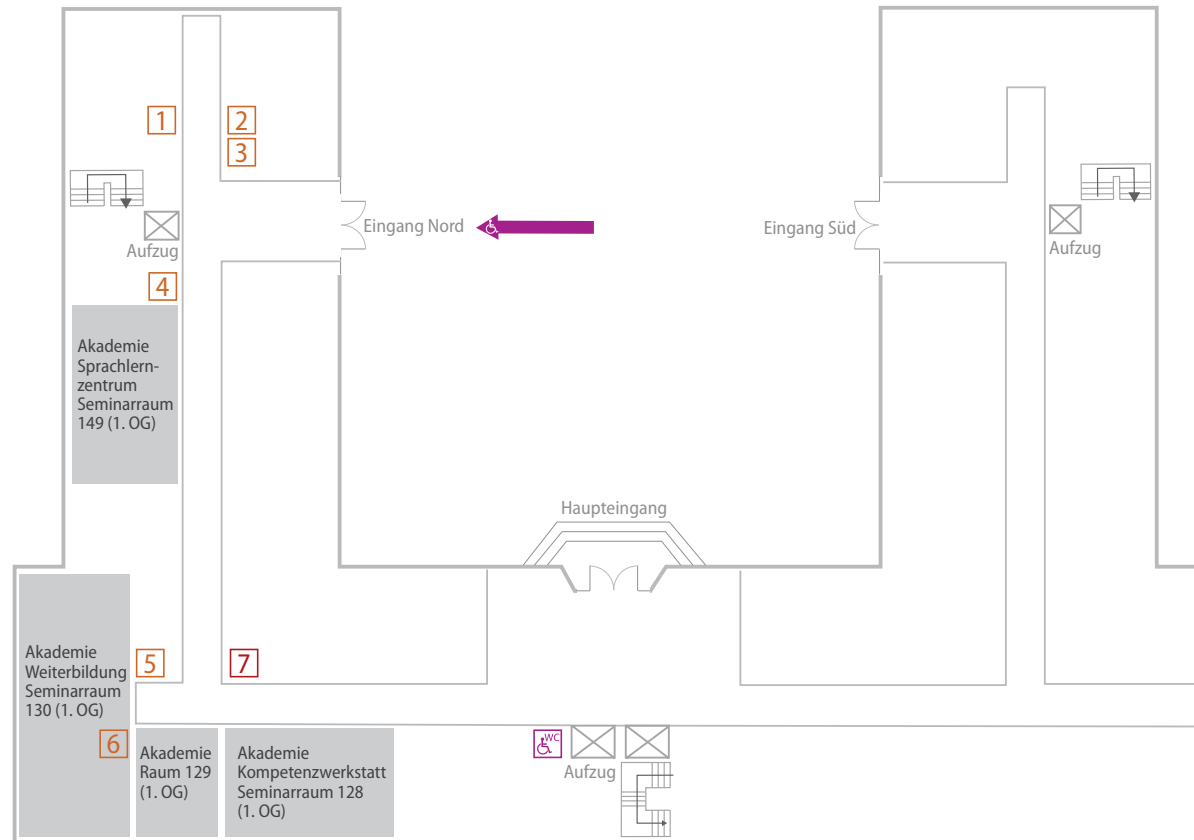 1
2
3
Eingang Nord
Eingang Süd
Aufzug
Aufzug
4
Akademie
Sprachlern-
zentrum
Seminarraum
149 (1. OG)
Haupteingang
Akademie
Weiterbildung
Seminarraum
130 (1. OG)
5
7
6
Akademie
Raum 129
(1. OG)
Akademie
Kompetenzwerkstatt
Seminarraum 128
(1. OG)
WC
Aufzug